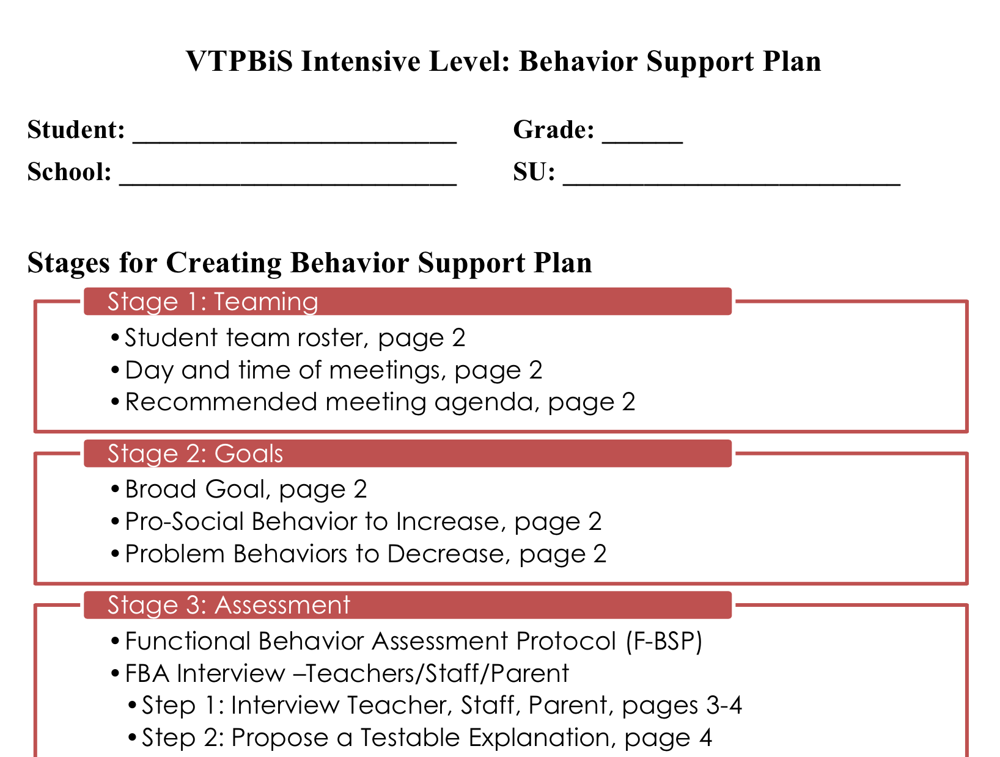 VTPBiS Intensive Level: Behavior Support Plan
Student: ________________________ Grade: ______
School: _________________________ SU: _________________________
Stages for Creating Behavior Support Plan
Stage 1: Teaming
•Student team roster, page 2
•Day and time of meetings, page 2
•Recommended meeting agenda, page 2
Stage 2: Goals
•Broad Goal, page 2
•Pro-Social Behavior to Increase, page 2
•Problem Behaviors to Decrease, page 2
Stage 3: Assessment
•Functional Behavior Assessment Protocol (F-BSP)
•FBA Interview –Teachers/Staff/Parent
•Step 1: Interview Teacher, Staff, Parent, pages 3-4
•Step 2: Propose a Testable Explanation, page 4